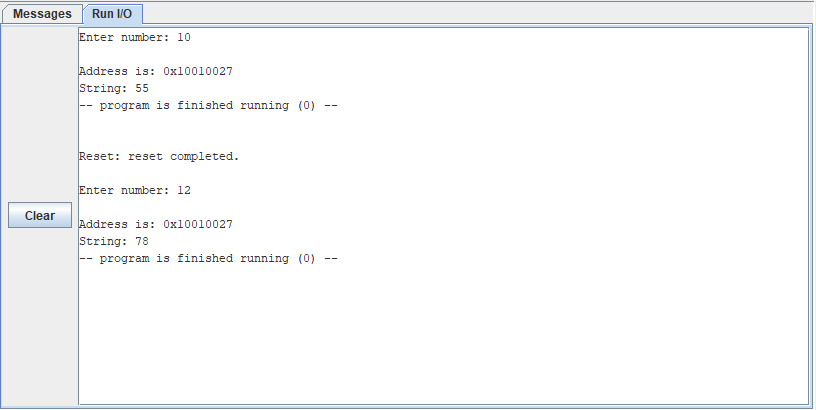 Messages Run I/O
Enter number: 10
Address is: 0x10010027
String: 55
-- program is finished running (0) --
Reset: reset completed.
Enter number: 12
Clear
Address is: 0x10010027
String: 78
-- program is finished running (0) --